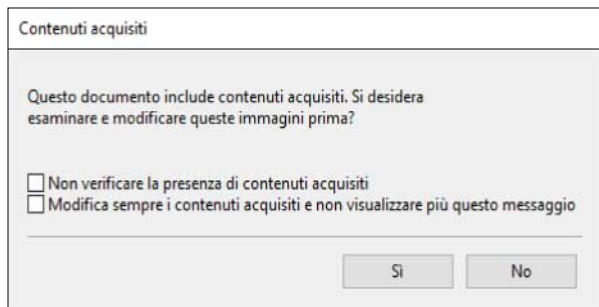 Contenuti acquisiti
Questo documento include contenuti acquisiti. Si desidera
esaminare e modificare queste immagini prima?
Non verificare la presenza di contenuti acquisiti
Modifica sempre i contenuti acquisiti e non visualizzare più questo messaggio
Sì
No